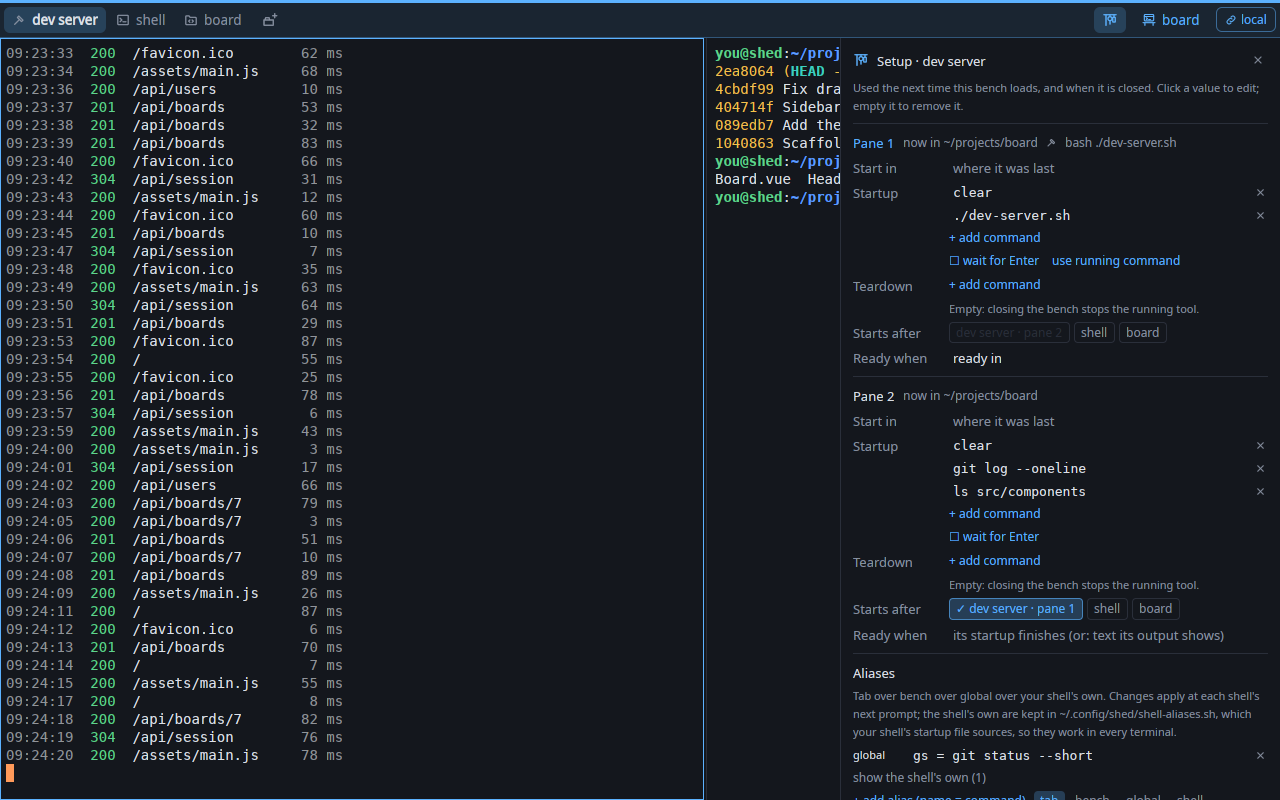 dev server shell board board local
09:23:33 200 /favicon.ico 62 ms
09:23:34 200 /assets/main.js 68 ms
09:23:36 200 /api/users 10 ms
09:23:37 201 /api/boards 53 ms
09:23:38 201 /api/boards 32 ms
09:23:39 201 /api/boards 83 ms
09:23:40 200 /favicon.ico 66 ms
09:23:42 304 /api/session 31 ms
09:23:43 200 /assets/main.js 12 ms
09:23:44 200 /favicon.ico 60 ms
09:23:45 201 /api/boards 10 ms
09:23:47 304 /api/session 7 ms
09:23:48 200 /favicon.ico 35 ms
09:23:49 200 /assets/main.js 63 ms
09:23:50 304 /api/session 64 ms
09:23:51 201 /api/boards 29 ms
09:23:53 200 /favicon.ico 87 ms
09:23:54 200 / 55 ms
09:23:55 200 /favicon.ico 25 ms
09:23:56 201 /api/boards 78 ms
09:23:57 304 /api/session 6 ms
09:23:59 200 /assets/main.js 43 ms
09:24:00 200 /assets/main.js 3 ms
09:24:01 304 /api/session 17 ms
09:24:02 200 /api/users 66 ms
09:24:03 200 /api/boards/7 79 ms
09:24:05 200 /api/boards/7 3 ms
09:24:06 201 /api/boards 51 ms
09:24:07 200 /api/boards/7 10 ms
09:24:08 201 /api/boards 89 ms
09:24:09 200 /assets/main.js 26 ms
09:24:11 200 / 87 ms
09:24:12 200 /favicon.ico 6 ms
09:24:13 201 /api/boards 70 ms
09:24:14 200 / 7 ms
09:24:15 200 /assets/main.js 55 ms
09:24:17 200 / 8 ms
09:24:18 200 /api/boards/7 82 ms
09:24:19 304 /api/session 76 ms
09:24:20 200 /assets/main.js 78 ms
you@shed:~/proj
2ea8064 (HEAD -
4cbdf99 Fix dra
404714f Sidebar
089edb7 Add the
1040863 Scaffol
you@shed:~/proj
Board.vue Head
you@shed:~/proj
Setup · dev server ×
Used the next time this bench loads, and when it is closed. Click a value to edit;
empty it to remove it.
Pane 1 now in ~/projects/board bash ./dev-server.sh
Start in where it was last
Startup clear ×
./dev-server.sh ×
+ add command
☐ wait for Enter use running command
Teardown + add command
Empty: closing the bench stops the running tool.
Starts after dev server · pane 2 shell board
Ready when ready in
Pane 2 now in ~/projects/board
Start in where it was last
Startup clear ×
git log --oneline ×
ls src/components ×
+ add command
☐ wait for Enter
Teardown + add command
Empty: closing the bench stops the running tool.
Starts after ✓ dev server · pane 1 shell board
Ready when its startup finishes (or: text its output shows)
Aliases
Tab over bench over global over your shell's own. Changes apply at each shell's
next prompt; the shell's own are kept in ~/.config/shed/shell-aliases.sh, which
your shell's startup file sources, so they work in every terminal.
global gs = git status --short ×
show the shell's own (1)
+ add alias (name = command) tab bench global shell